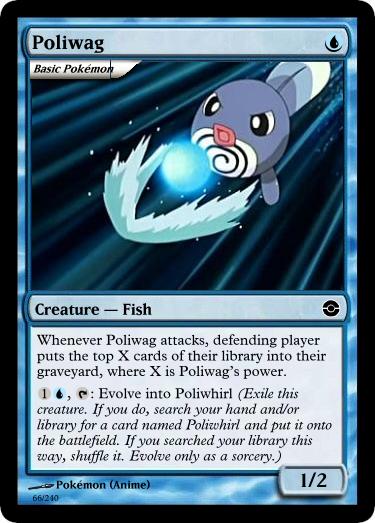 Poliwag
Basic Pokémon
Creature — Fish
Whenever Poliwag attacks, defending player
puts the top X cards of their library into their
graveyard, where X is Poliwag's power.
1 , : Evolve into Poliwhirl (Exile this
creature. If you do, search your hand and/or
library for a card named Poliwhirl and put it onto
the battlefield. If you searched your library this
way, shuffle it. Evolve only as a sorcery.)
1/2
Pokémon (Anime)
66/240